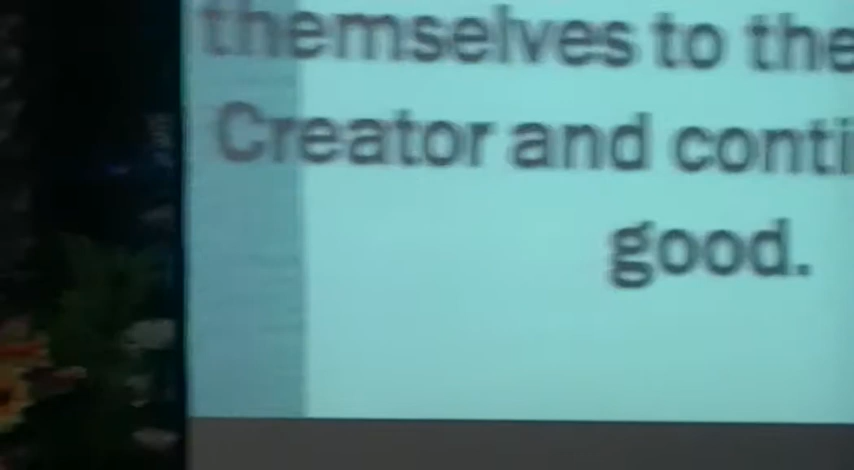 themselves to the
Creator and conti
good.